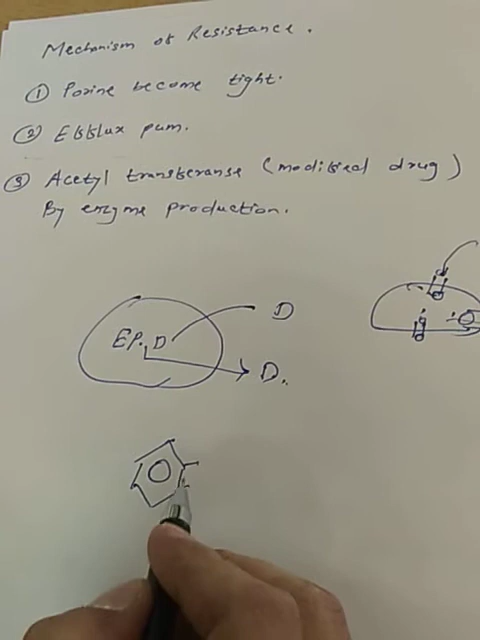 Mechanism of Resistance.
① Porine become tight.
② Efflux pum.
③ Acetyl transferanse (modified drug)
By enzyme production.
EP. D D
D.